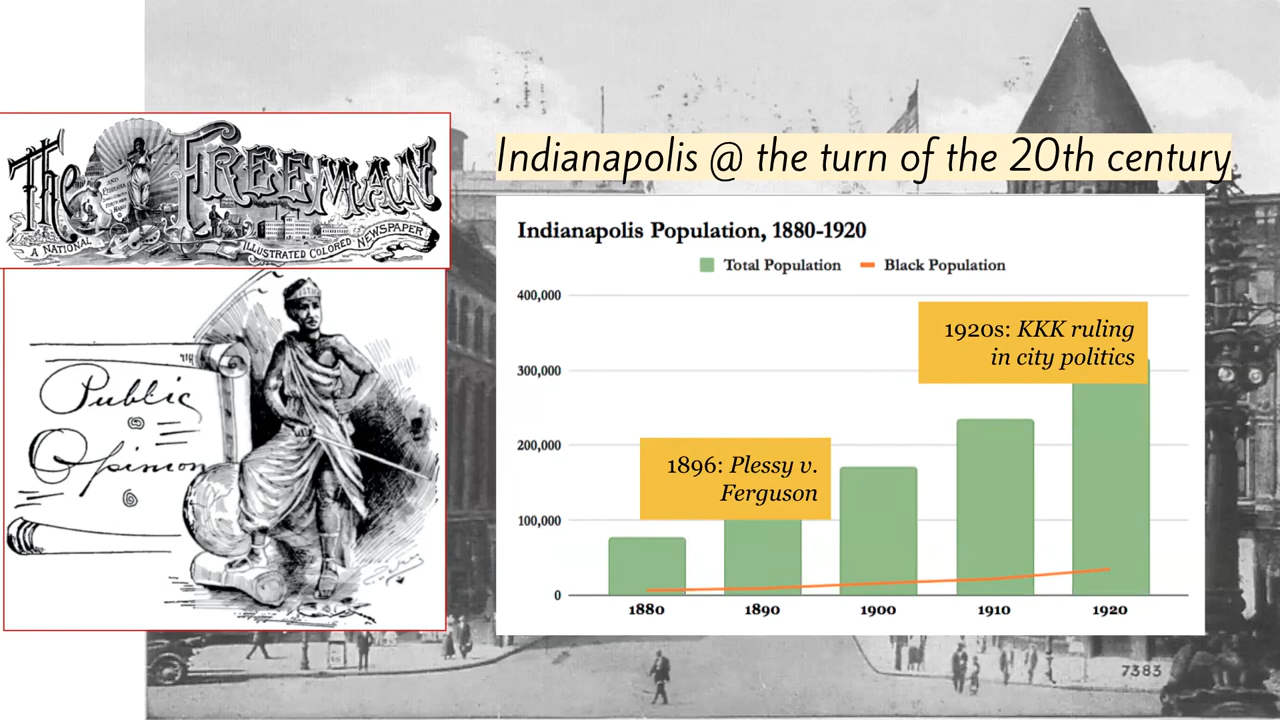 The FREEMAN
AND
A NATIONAL ILLUSTRATED COLORED NEWSPAPER
Public
Opinion
Indianapolis @ the turn of the 20th century
Indianapolis Population, 1880-1920
Total Population Black Population
400,000
300,000
200,000
100,000
0
1880 1890 1900 1910 1920
1896: Plessy v.
Ferguson
1920s: KKK ruling
in city politics
7383